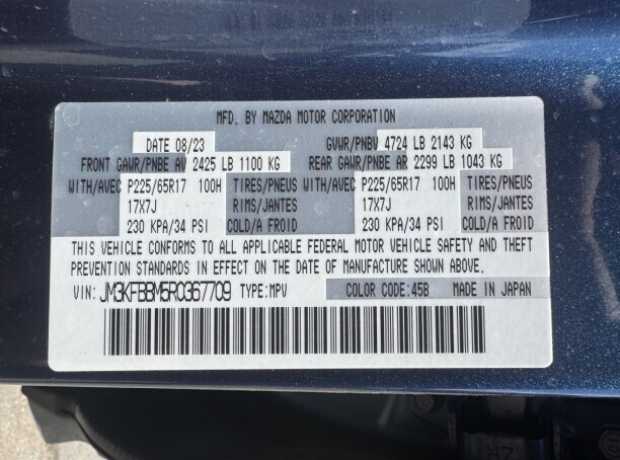 MFD. BY MAZDA MOTOR CORPORATION
DATE 08/23 GVWR/PNBV 4724 LB 2143 KG
FRONT GAWR/PNBE AV 2425 LB 1100 KG REAR GAWR/PNBE AR 2299 LB 1043 KG
WITH/AVEC P225/65R17 100H TIRES/PNEUS WITH/AVEC P225/65R17 100H TIRES/PNEUS
17X7J RIMS/JANTES 17X7J RIMS/JANTES
230 KPA/34 PSI COLD/A FROID 230 KPA/34 PSI COLD/A FROID
THIS VEHICLE CONFORMS TO ALL APPLICABLE FEDERAL MOTOR VEHICLE SAFETY AND THEFT
PREVENTION STANDARDS IN EFFECT ON THE DATE OF MANUFACTURE SHOWN ABOVE.
VIN: JM3KFBBM5R0367709 TYPE:MPV COLOR CODE:45B MADE IN JAPAN